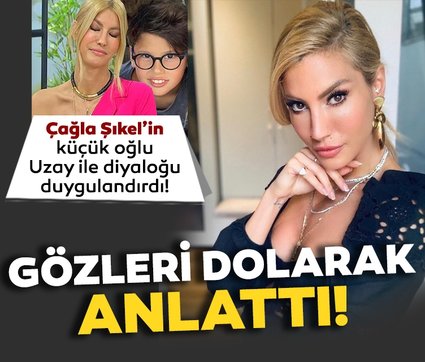 Çağla Şıkel'in
küçük oğlu
Uzay ile diyaloğu
duygulandırdı!
GÖZLERİ DOLARAK
ANLATTI!